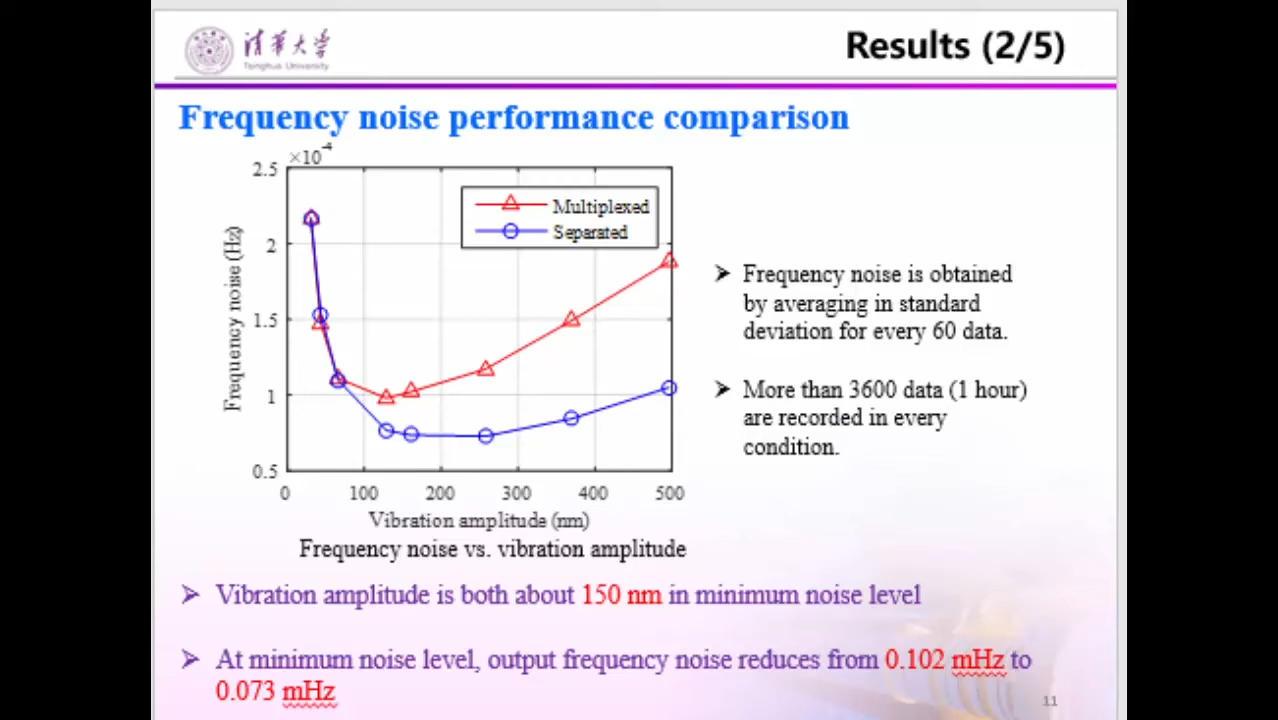 清华大学
Tsinghua University
Results (2/5)
Frequency noise performance comparison
×10⁻⁴
2.5
2
1.5
1
0.5
0 100 200 300 400 500
Frequency noise (Hz)
Multiplexed
Separated
Vibration amplitude (nm)
Frequency noise vs. vibration amplitude
➢ Frequency noise is obtained
by averaging in standard
deviation for every 60 data.
➢ More than 3600 data (1 hour)
are recorded in every
condition.
➢ Vibration amplitude is both about 150 nm in minimum noise level
➢ At minimum noise level, output frequency noise reduces from 0.102 mHz to
0.073 mHz
11